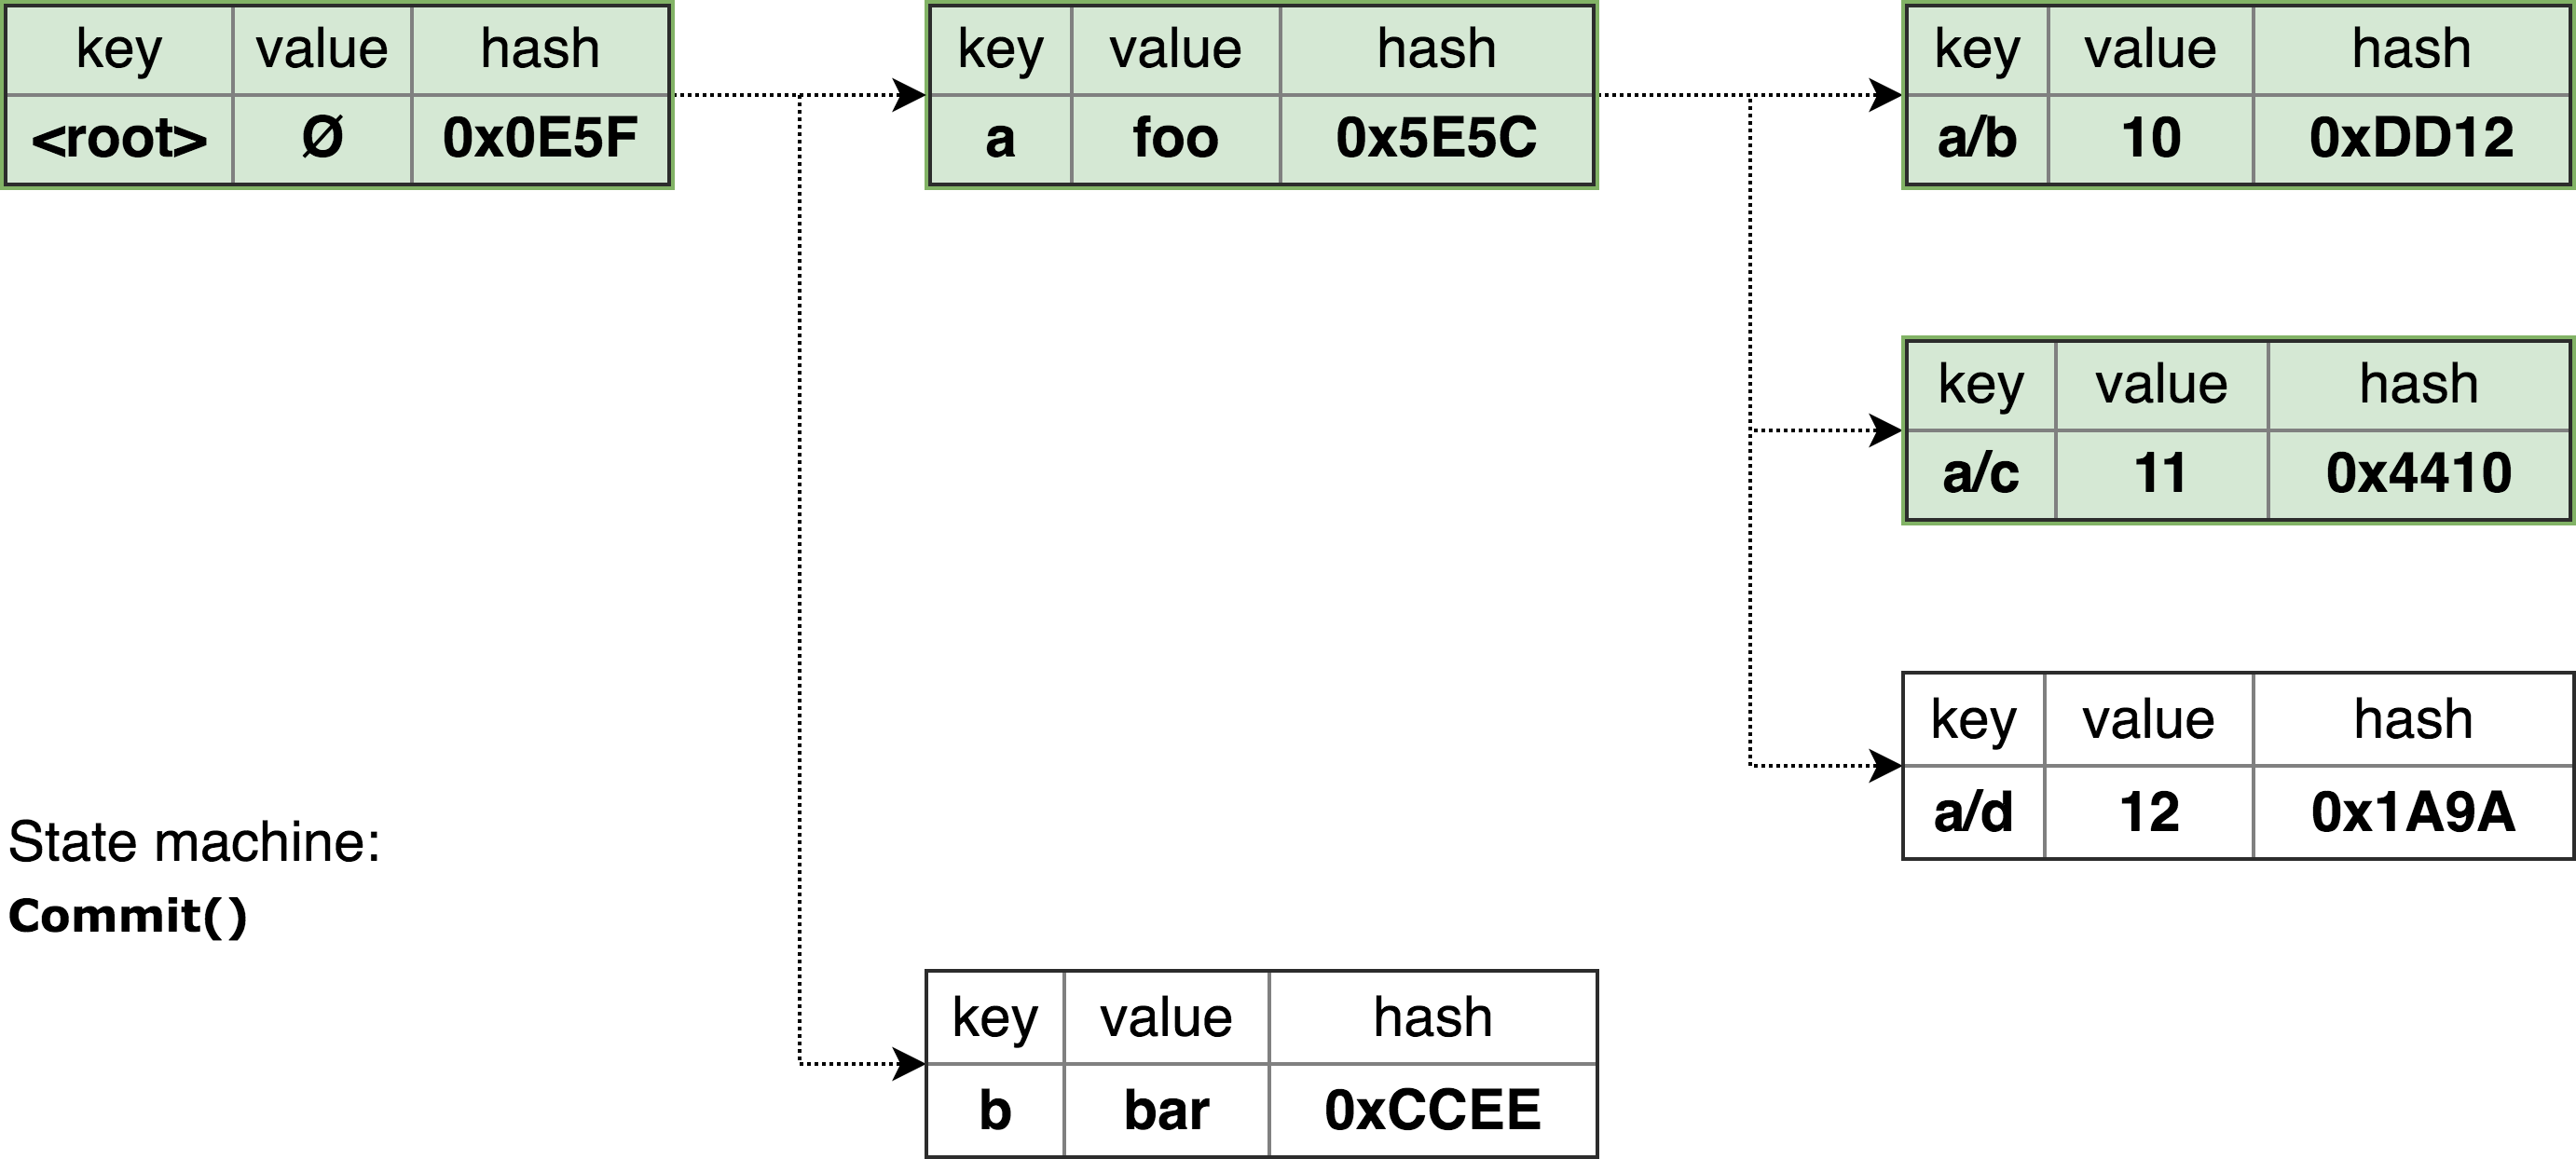 key value hash
<root> Ø 0x0E5F
key value hash
a foo 0x5E5C
key value hash
a/b 10 0xDD12
key value hash
a/c 11 0x4410
key value hash
a/d 12 0x1A9A
State machine:
Commit()
key value hash
b bar 0xCCEE